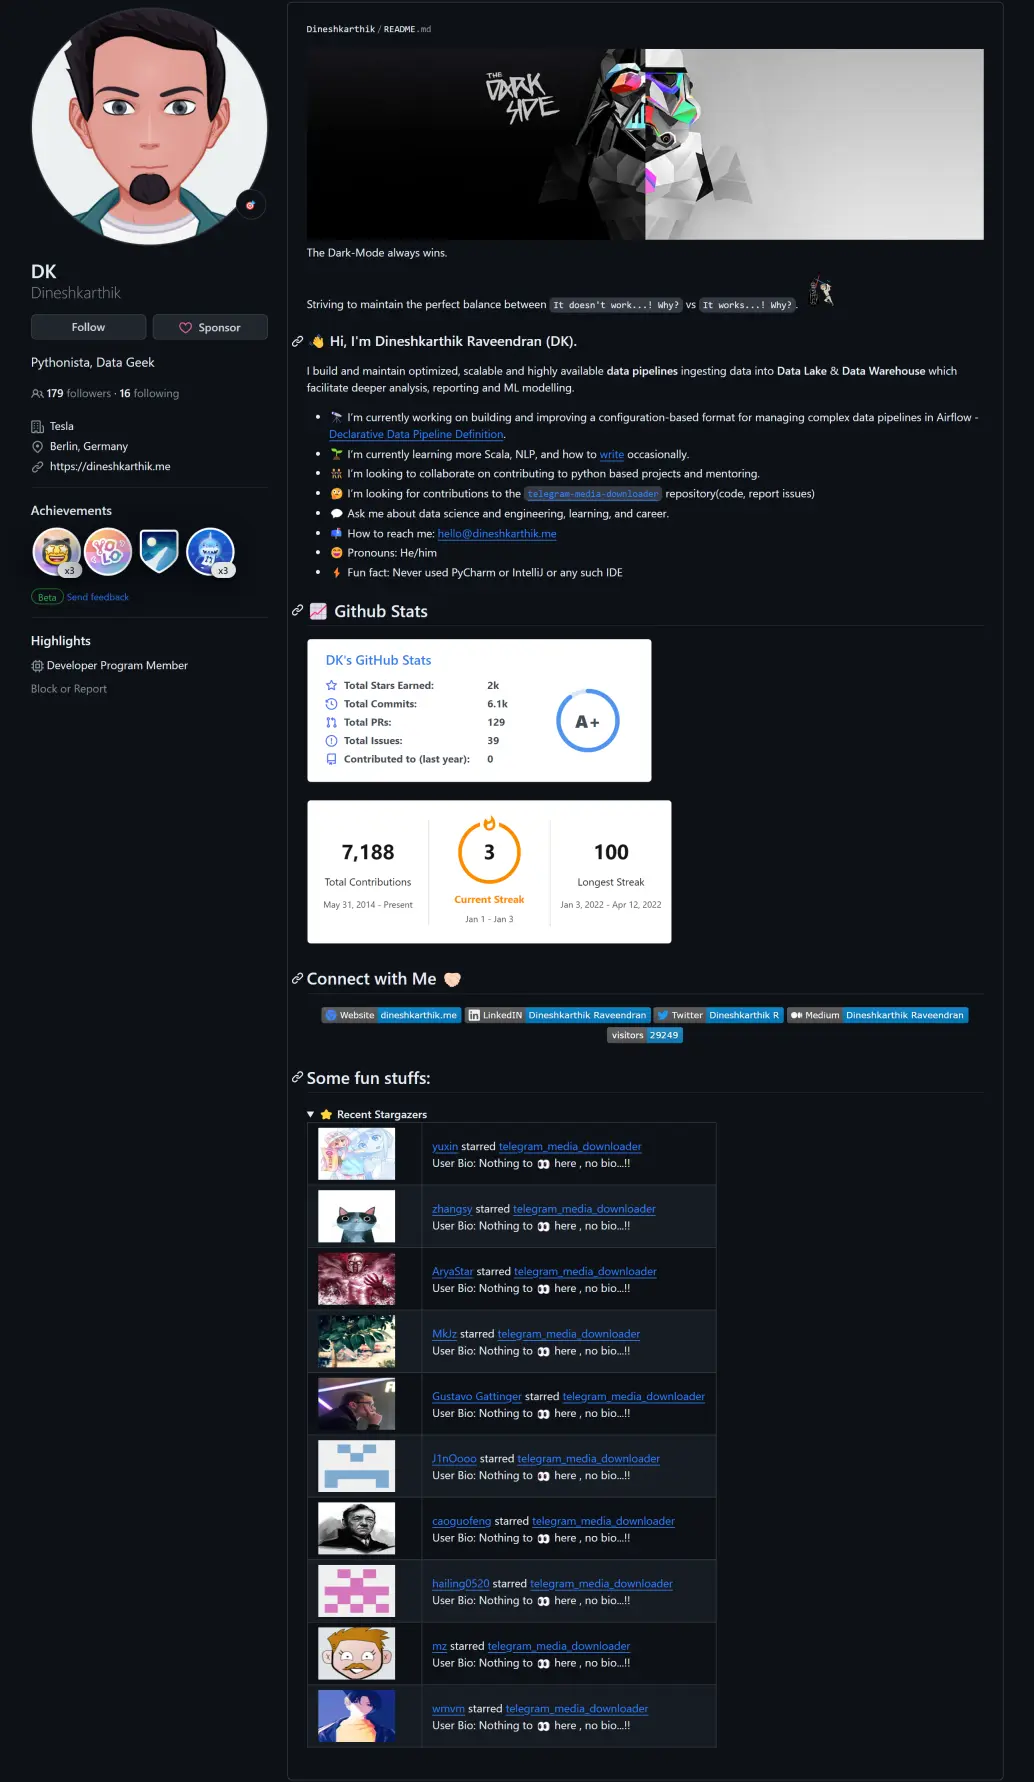 DK
Dineshkarthik
Follow
Sponsor
Pythonista, Data Geek
179 followers · 16 following
Tesla
Berlin, Germany
https://dineshkarthik.me
Achievements
x3
YOLO
x3
Beta Send feedback
Highlights
Developer Program Member
Block or Report
Dineshkarthik / README.md
THE
DARK
SIDE
The Dark-Mode always wins.
Striving to maintain the perfect balance between It doesn't work...! Why? vs It works...! Why?.
👋 Hi, I'm Dineshkarthik Raveendran (DK).
I build and maintain optimized, scalable and highly available data pipelines ingesting data into Data Lake & Data Warehouse which
facilitate deeper analysis, reporting and ML modelling.
• 🔭 I'm currently working on building and improving a configuration-based format for managing complex data pipelines in Airflow -
Declarative Data Pipeline Definition.
• 🌱 I'm currently learning more Scala, NLP, and how to write occasionally.
• 👯 I'm looking to collaborate on contributing to python based projects and mentoring.
• 🤔 I'm looking for contributions to the telegram-media-downloader repository(code, report issues)
• 💬 Ask me about data science and engineering, learning, and career.
• 📫 How to reach me: hello@dineshkarthik.me
• 😄 Pronouns: He/him
• ⚡ Fun fact: Never used PyCharm or IntelliJ or any such IDE
📈 Github Stats
DK's GitHub Stats
Total Stars Earned: 2k
Total Commits: 6.1k
Total PRs: 129
Total Issues: 39
Contributed to (last year): 0
A+
7,188
Total Contributions
May 31, 2014 - Present
3
Current Streak
Jan 1 - Jan 3
100
Longest Streak
Jan 3, 2022 - Apr 12, 2022
Connect with Me
Website dineshkarthik.me LinkedIN Dineshkarthik Raveendran Twitter Dineshkarthik R Medium Dineshkarthik Raveendran
visitors 29249
Some fun stuffs:
▼ ⭐ Recent Stargazers
yuxin starred telegram_media_downloader
User Bio: Nothing to 👀 here , no bio...!!
zhangsy starred telegram_media_downloader
User Bio: Nothing to 👀 here , no bio...!!
AryaStar starred telegram_media_downloader
User Bio: Nothing to 👀 here , no bio...!!
MkJz starred telegram_media_downloader
User Bio: Nothing to 👀 here , no bio...!!
Gustavo Gattinger starred telegram_media_downloader
User Bio: Nothing to 👀 here , no bio...!!
J1nOooo starred telegram_media_downloader
User Bio: Nothing to 👀 here , no bio...!!
caoguofeng starred telegram_media_downloader
User Bio: Nothing to 👀 here , no bio...!!
hailing0520 starred telegram_media_downloader
User Bio: Nothing to 👀 here , no bio...!!
mz starred telegram_media_downloader
User Bio: Nothing to 👀 here , no bio...!!
wmvm starred telegram_media_downloader
User Bio: Nothing to 👀 here , no bio...!!